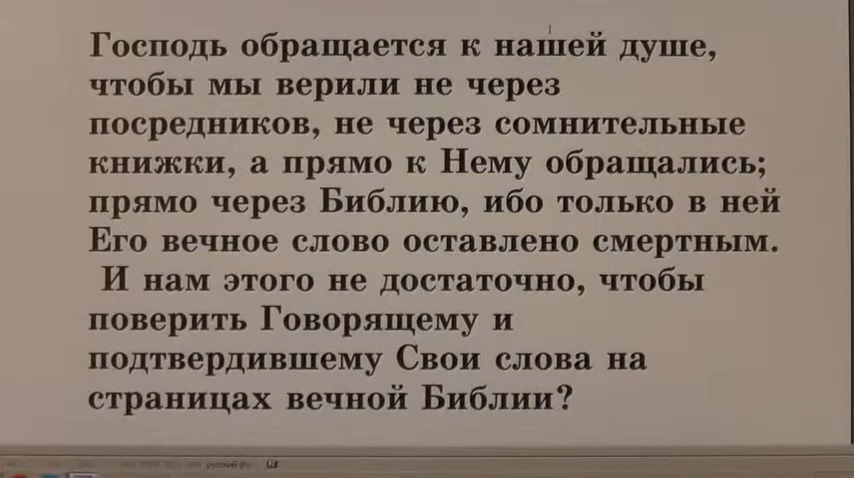 Господь обращается к нашей душе,
чтобы мы верили не через
посредников, не через сомнительные
книжки, а прямо к Нему обращались;
прямо через Библию, ибо только в ней
Его вечное слово оставлено смертным.
И нам этого не достаточно, чтобы
поверить Говорящему и
подтвердившему Свои слова на
страницах вечной Библии?
русский